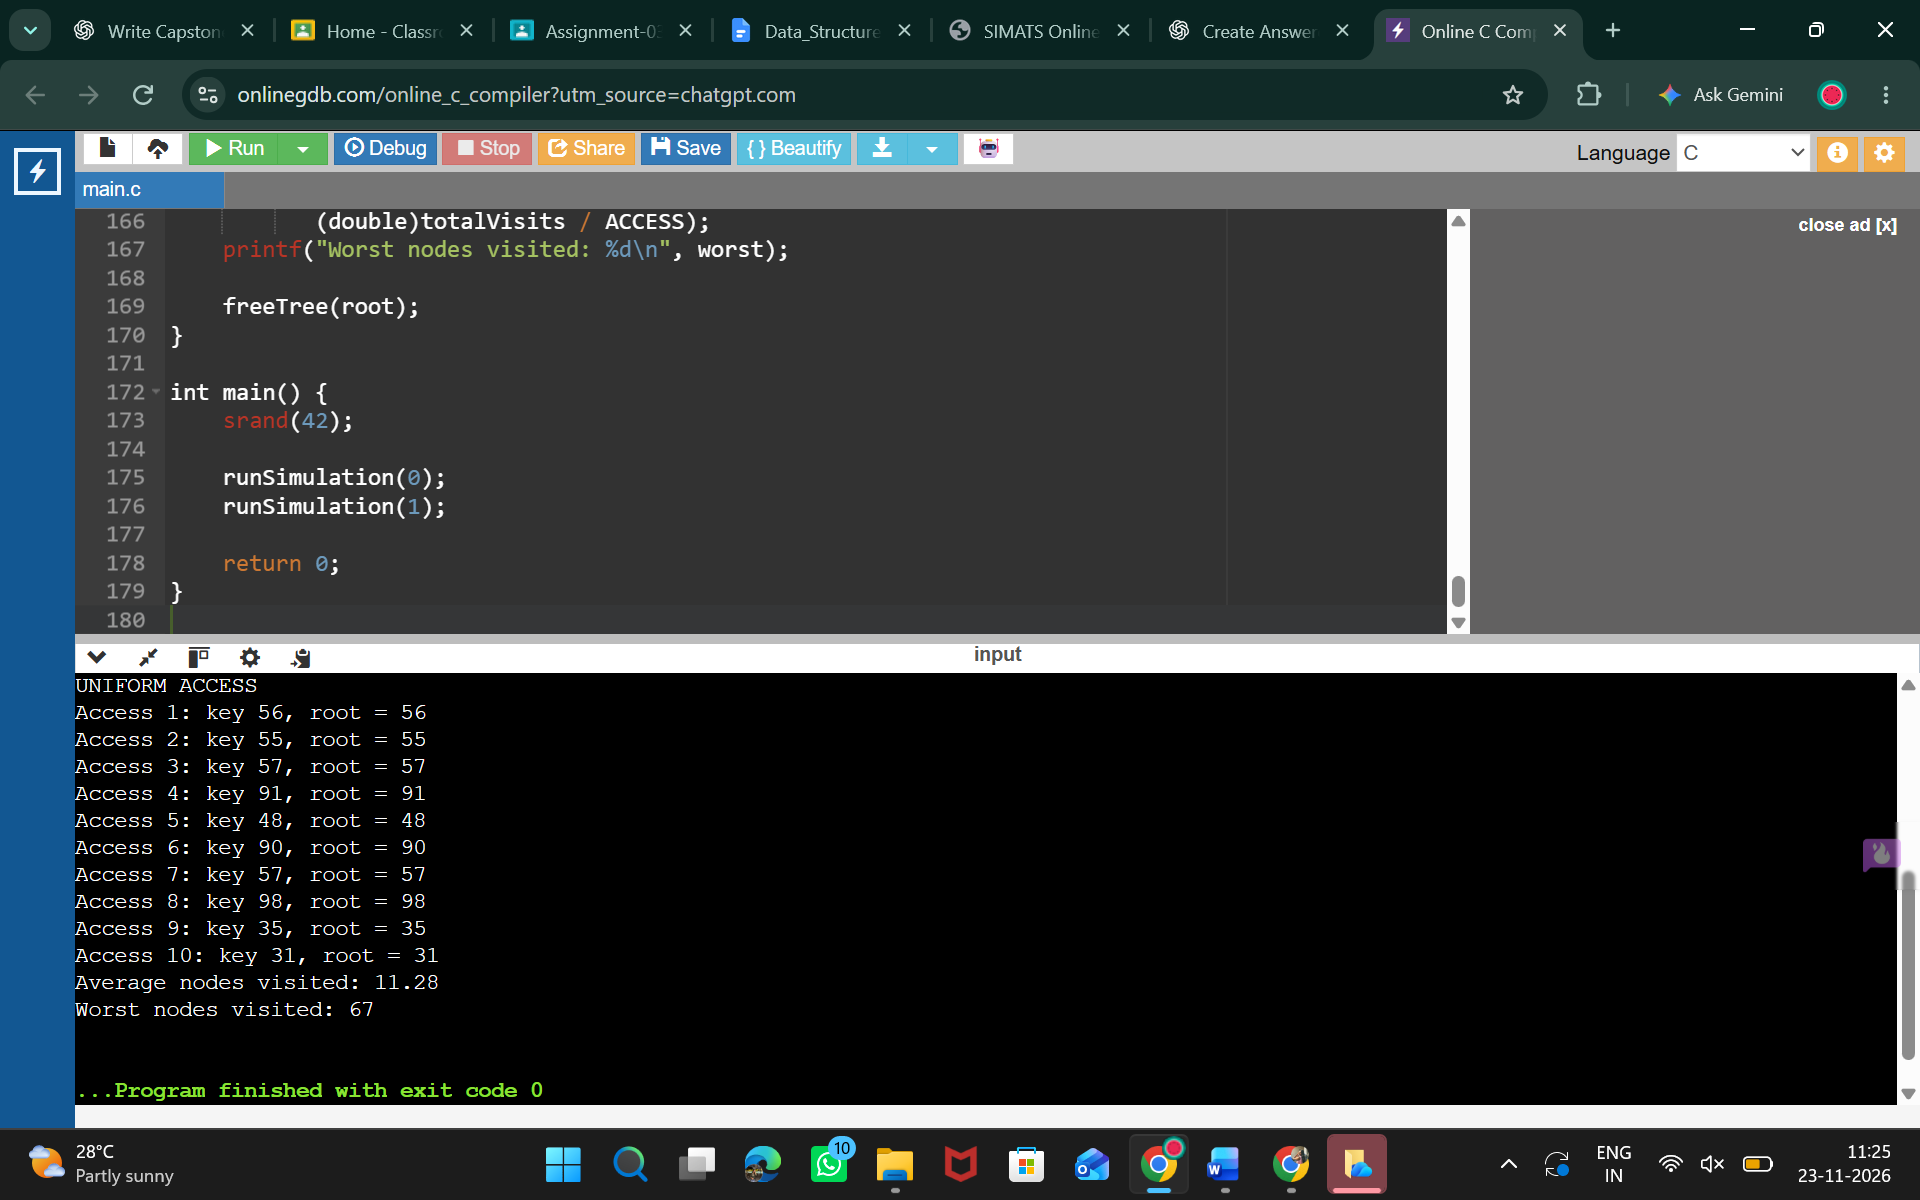 Write Capston
Home - Classr
Assignment-03
Data_Structure
SIMATS Online
Create Answer
Online C Comp
onlinegdb.com/online_c_compiler?utm_source=chatgpt.com
Ask Gemini
Run
Debug
Stop
Share
Save
{ } Beautify
Language C
main.c
close ad [x]
166 (double)totalVisits / ACCESS);
167 printf("Worst nodes visited: %d\n", worst);
168
169 freeTree(root);
170 }
171
172 int main() {
173 srand(42);
174
175 runSimulation(0);
176 runSimulation(1);
177
178 return 0;
179 }
180
input
UNIFORM ACCESS
Access 1: key 56, root = 56
Access 2: key 55, root = 55
Access 3: key 57, root = 57
Access 4: key 91, root = 91
Access 5: key 48, root = 48
Access 6: key 90, root = 90
Access 7: key 57, root = 57
Access 8: key 98, root = 98
Access 9: key 35, root = 35
Access 10: key 31, root = 31
Average nodes visited: 11.28
Worst nodes visited: 67
...Program finished with exit code 0
28°C
Partly sunny
10
ENG
IN
11:25
23-11-2026